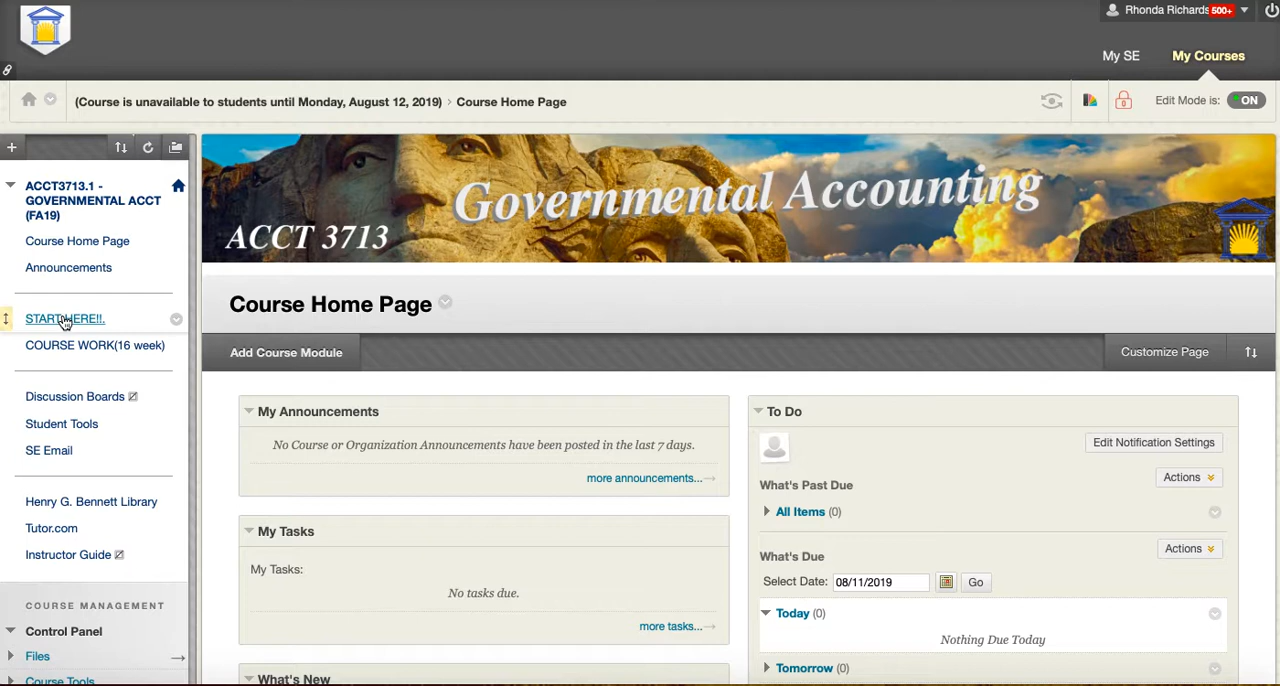 Rhonda Richards 500+
My SE
My Courses
(Course is unavailable to students until Monday, August 12, 2019) > Course Home Page
Edit Mode is: ON
ACCT3713.1 -
GOVERNMENTAL ACCT
(FA19)
Course Home Page
Announcements
START HERE!!.
COURSE WORK(16 week)
Discussion Boards
Student Tools
SE Email
Henry G. Bennett Library
Tutor.com
Instructor Guide
COURSE MANAGEMENT
Control Panel
Files
Course Tools
Governmental Accounting
ACCT 3713
Course Home Page
Add Course Module
Customize Page
My Announcements
No Course or Organization Announcements have been posted in the last 7 days.
more announcements...
My Tasks
My Tasks:
No tasks due.
more tasks...
What's New
To Do
Edit Notification Settings
Actions
What's Past Due
All Items (0)
Actions
What's Due
Select Date: 08/11/2019 Go
Today (0)
Nothing Due Today
Tomorrow (0)